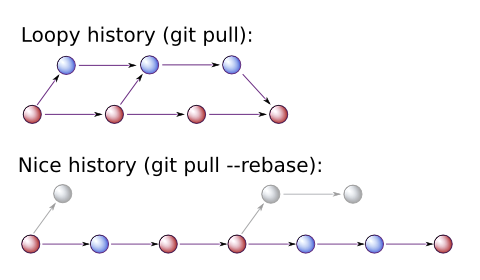 Loopy history (git pull):
Nice history (git pull --rebase):